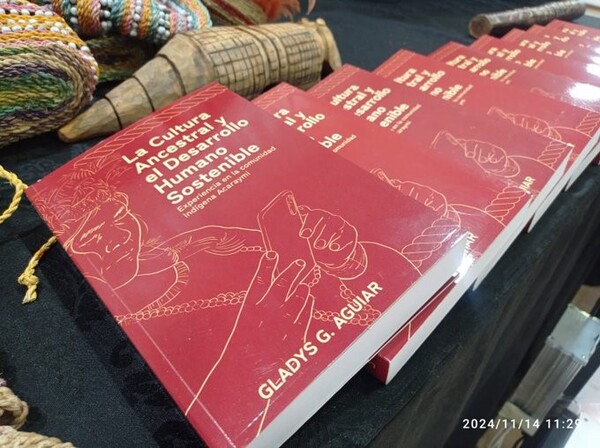 La Cultura
Ancestral y
el Desarrollo
Humano
Sostenible
Experiencia en la comunidad
Indígena Acaraymi
GLADYS G. AGÜIAR
2024/11/14 11:29